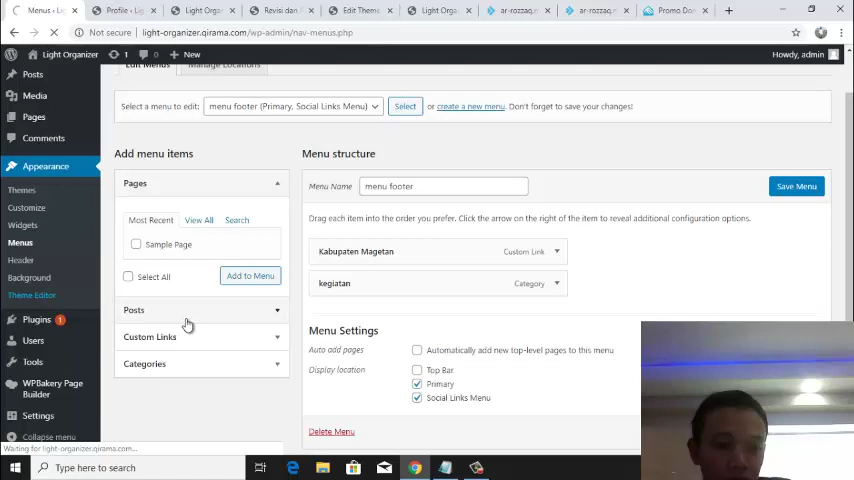 Menus ‹ L
Profile ‹ L
Light Orga
Revisi dan A
Edit Theme
Light Orga
ar-rozzaq.m
ar-rozzaq.m
Promo Dom
Not secure | light-organizer.qirama.com/wp-admin/nav-menus.php
Light Organizer 1 0 New Howdy, admin
Posts
Media
Pages
Comments
Appearance
Themes
Customize
Widgets
Menus
Header
Background
Theme Editor
Plugins 1
Users
Tools
WPBakery Page
Builder
Settings
Collapse menu
Edit Menus Manage Locations
Select a menu to edit: menu footer (Primary, Social Links Menu) Select or create a new menu. Don't forget to save your changes!
Add menu items
Pages
Most Recent View All Search
Sample Page
Select All Add to Menu
Posts
Custom Links
Categories
Menu structure
Menu Name menu footer Save Menu
Drag each item into the order you prefer. Click the arrow on the right of the item to reveal additional configuration options.
Kabupaten Magetan Custom Link
kegiatan Category
Menu Settings
Auto add pages Automatically add new top-level pages to this menu
Display location Top Bar
Primary
Social Links Menu
Delete Menu
Waiting for light-organizer.qirama.com...
Type here to search